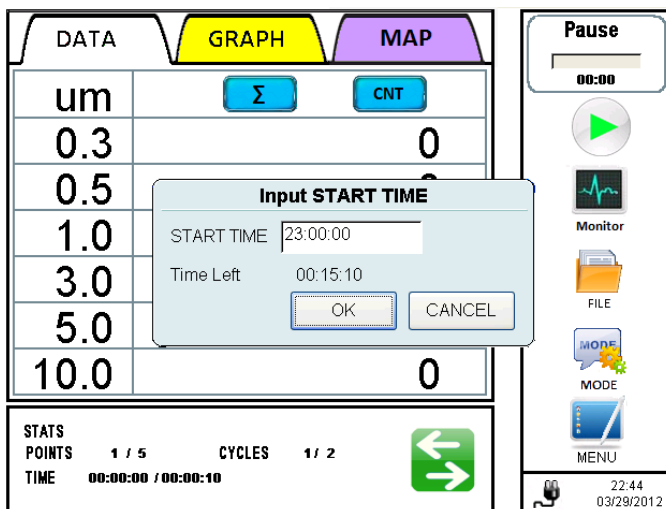 DATA GRAPH MAP
um Σ CNT
0.3 0
0.5
1.0
3.0
5.0
10.0 0
Input START TIME
START TIME 23:00:00
Time Left 00:15:10
OK CANCEL
STATS
POINTS 1 / 5 CYCLES 1/ 2
TIME 00:00:00 / 00:00:10
Pause
00:00
Monitor
FILE
MODE
MODE
MENU
22:44
03/29/2012